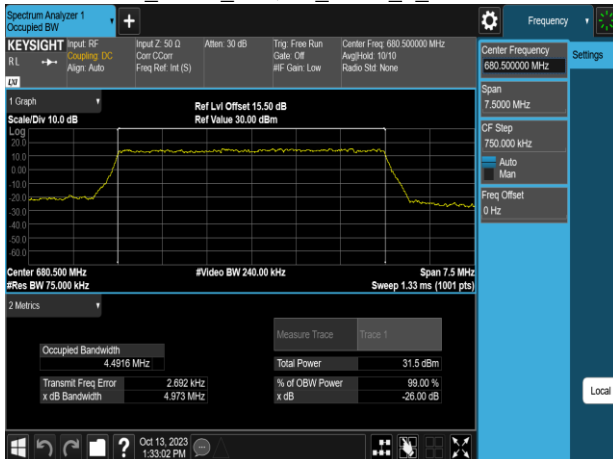 Spectrum Analyzer 1
Occupied BW
Frequency
KEYSIGHT
Input: RF
Coupling: DC
Align: Auto
Input Z: 50 Ω
Corr CCorr
Freq Ref: Int (S)
Atten: 30 dB
Trig: Free Run
Gate: Off
#IF Gain: Low
Center Freq: 680.500000 MHz
Avg|Hold: 10/10
Radio Std: None
R L
LXI
Center Frequency
680.500000 MHz
Settings
Span
7.5000 MHz
CF Step
750.000 kHz
Auto
Man
Freq Offset
0 Hz
Local
1 Graph
Scale/Div 10.0 dB
Ref Lvl Offset 15.50 dB
Ref Value 30.00 dBm
Log
20.0
10.0
0.00
-10.0
-20.0
-30.0
-40.0
-50.0
-60.0
Center 680.500 MHz
#Video BW 240.00 kHz
Span 7.5 MHz
#Res BW 75.000 kHz
Sweep 1.33 ms (1001 pts)
2 Metrics
Measure Trace
Trace 1
Occupied Bandwidth
4.4916 MHz
Total Power
31.5 dBm
Transmit Freq Error
2.692 kHz
% of OBW Power
99.00 %
x dB Bandwidth
4.973 MHz
x dB
-26.00 dB
Oct 13, 2023
1:33:02 PM